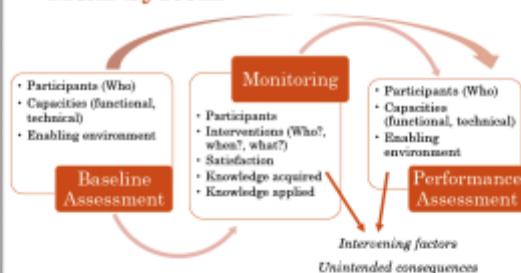 • Participants (Who)
• Capacities (functional,
technical)
• Enabling environment
Baseline
Assessment
Monitoring
• Participants
• Interventions (Who?,
when?, what?)
• Satisfaction
• Knowledge acquired
• Knowledge applied
• Participants (Who)
• Capacities
(functional, technical)
• Enabling
environment
Performance
Assessment
Intervening factors
Unintended consequences